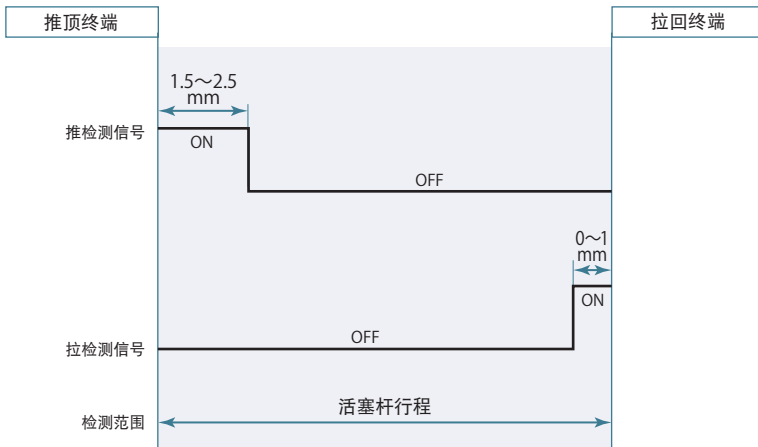 推顶终端
拉回终端
1.5～2.5
mm
推检测信号
ON
OFF
0～1
mm
ON
OFF
拉检测信号
活塞杆行程
检测范围